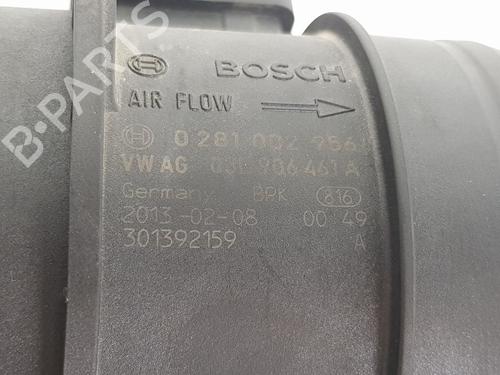 B-PARTS
BOSCH
AIR FLOW
0 281 002 956
VW AG 03L 906 461 A
Germany BPK 816
2013-02-08 00 49
301392159 A